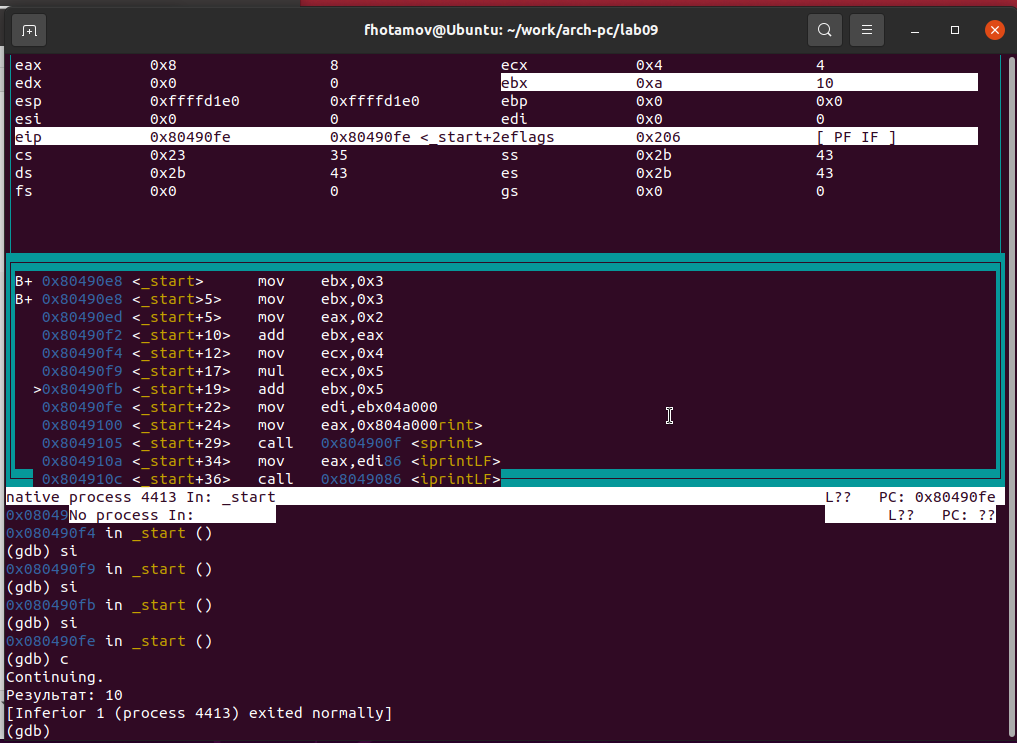 fhotamov@Ubuntu: ~/work/arch-pc/lab09
eax 0x8 8 ecx 0x4 4
edx 0x0 0 ebx 0xa 10
esp 0xffffd1e0 0xffffd1e0 ebp 0x0 0x0
esi 0x0 0 edi 0x0 0
eip 0x80490fe 0x80490fe <_start+2eflags 0x206 [ PF IF ]
cs 0x23 35 ss 0x2b 43
ds 0x2b 43 es 0x2b 43
fs 0x0 0 gs 0x0 0
B+ 0x80490e8 <_start> mov ebx,0x3
B+ 0x80490e8 <_start>5> mov ebx,0x3
0x80490ed <_start+5> mov eax,0x2
0x80490f2 <_start+10> add ebx,eax
0x80490f4 <_start+12> mov ecx,0x4
0x80490f9 <_start+17> mul ecx,0x5
>0x80490fb <_start+19> add ebx,0x5
0x80490fe <_start+22> mov edi,ebx04a000
0x8049100 <_start+24> mov eax,0x804a000rint>
0x8049105 <_start+29> call 0x804900f <sprint>
0x804910a <_start+34> mov eax,edi86 <iprintLF>
0x804910c <_start+36> call 0x8049086 <iprintLF>
native process 4413 In: _start L?? PC: 0x80490fe
0x08049No process In: L?? PC: ??
0x080490f4 in _start ()
(gdb) si
0x080490f9 in _start ()
(gdb) si
0x080490fb in _start ()
(gdb) si
0x080490fe in _start ()
(gdb) c
Continuing.
Результат: 10
[Inferior 1 (process 4413) exited normally]
(gdb)